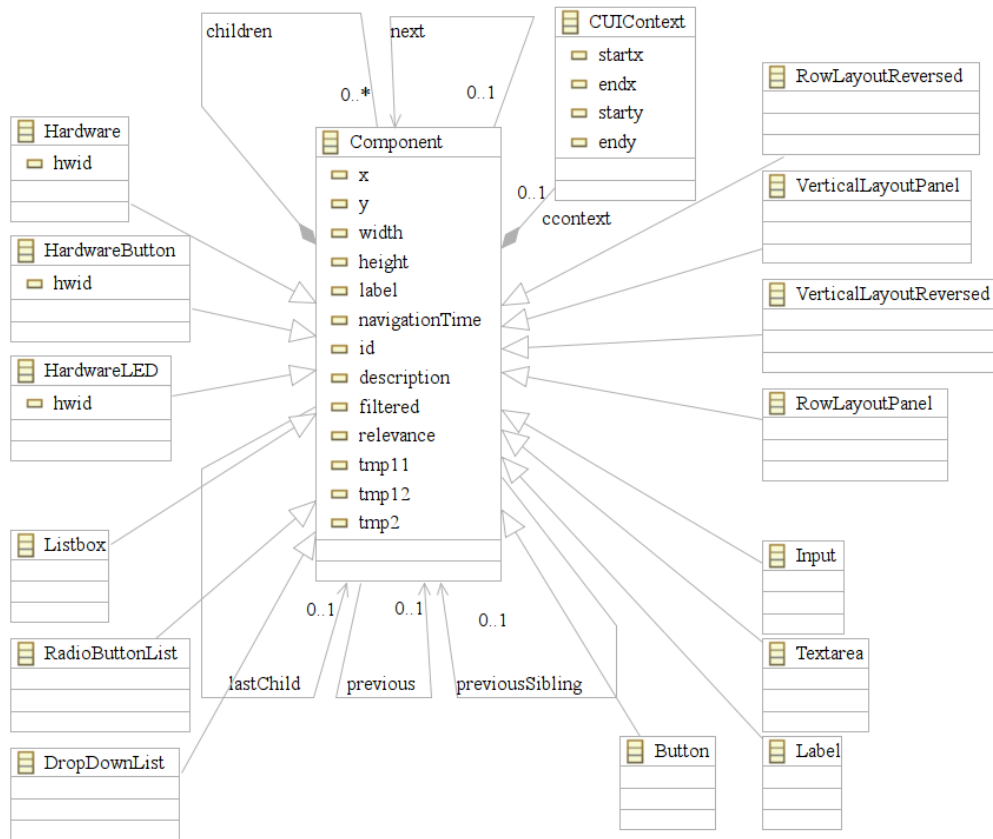 children
next
0..*
0..1
CUIContext
startx
endx
starty
endy
0..1
ccontext
RowLayoutReversed
Hardware
hwid
Component
x
y
width
height
label
navigationTime
id
description
filtered
relevance
tmp11
tmp12
tmp2
VerticalLayoutPanel
HardwareButton
hwid
VerticalLayoutReversed
HardwareLED
hwid
RowLayoutPanel
Listbox
Input
0..1
0..1
0..1
RadioButtonList
Textarea
lastChild
previous
previousSibling
DropDownList
Button
Label